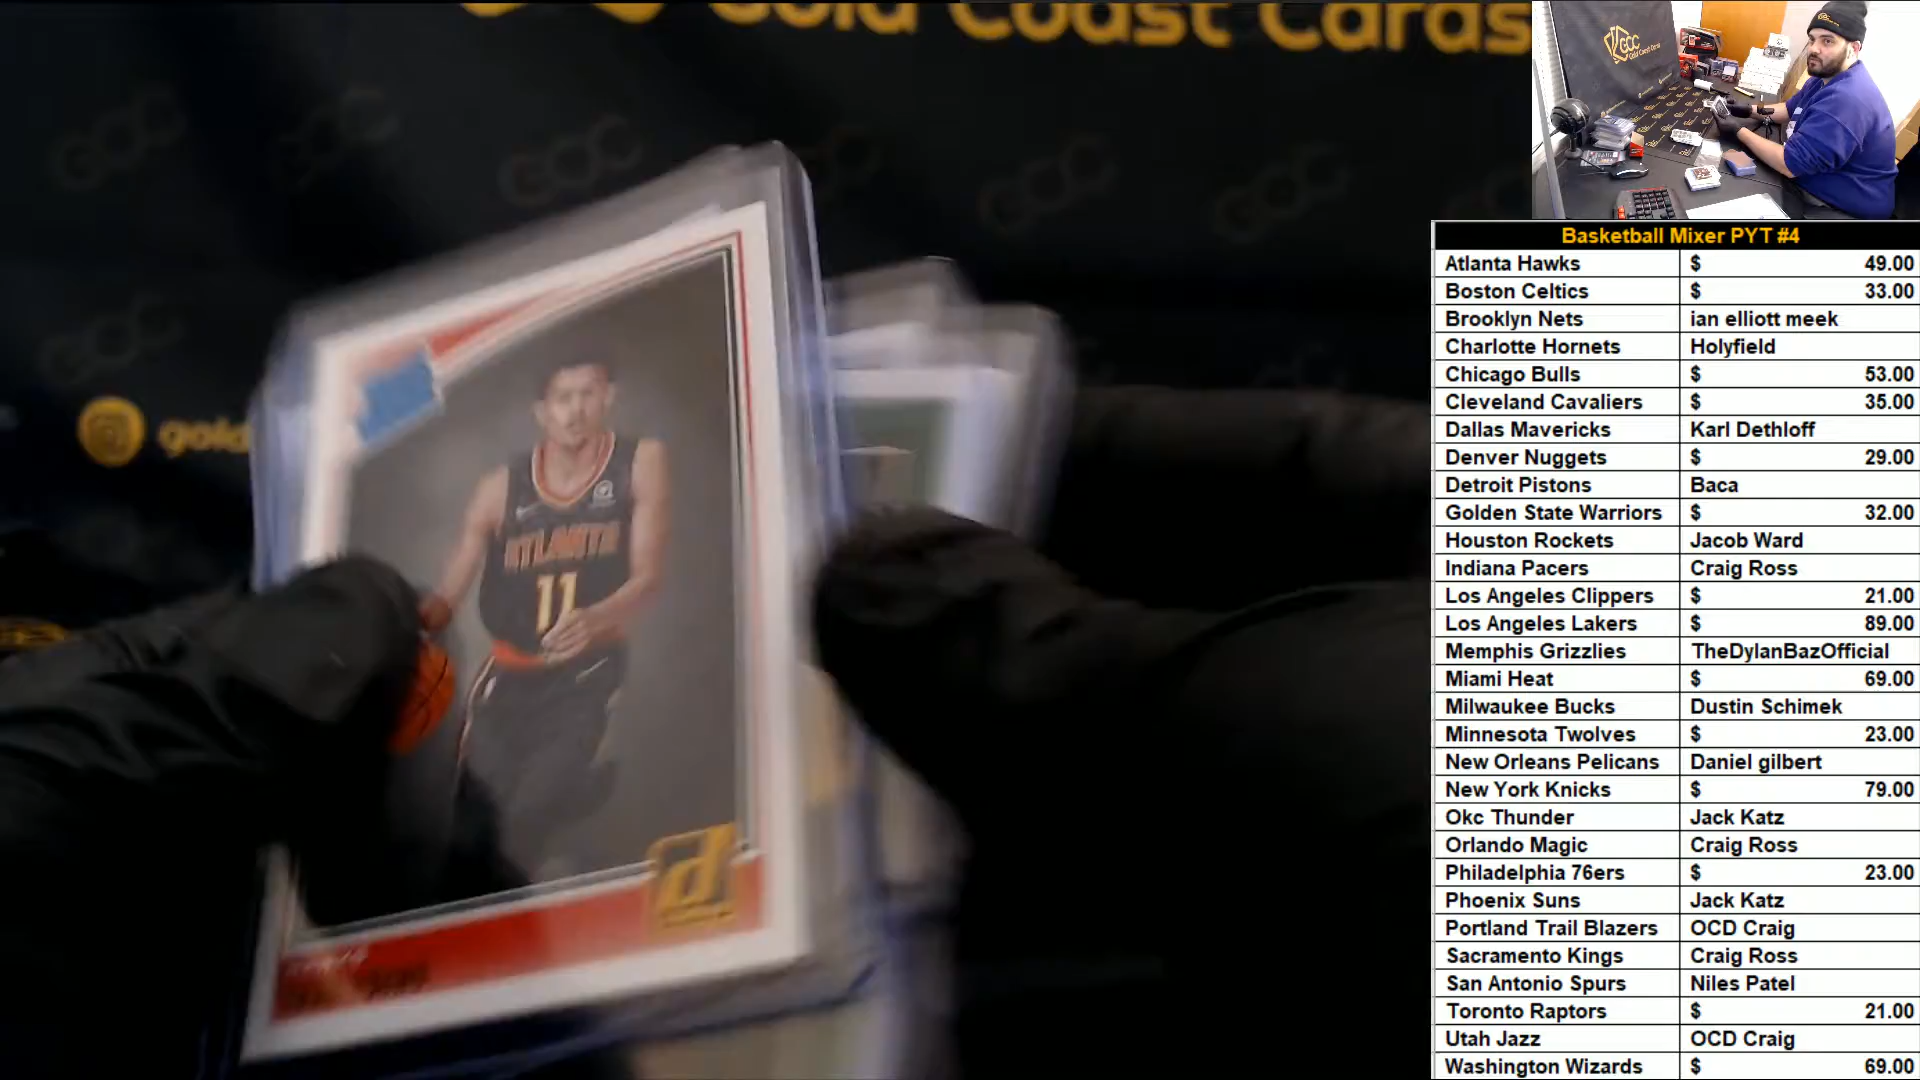 Gold Coast Cards
GCC
Gold Coast Cards
gold
ATLANTA
11
d
Basketball Mixer PYT #4
Atlanta Hawks $ 49.00
Boston Celtics $ 33.00
Brooklyn Nets ian elliott meek
Charlotte Hornets Holyfield
Chicago Bulls $ 53.00
Cleveland Cavaliers $ 35.00
Dallas Mavericks Karl Dethloff
Denver Nuggets $ 29.00
Detroit Pistons Baca
Golden State Warriors $ 32.00
Houston Rockets Jacob Ward
Indiana Pacers Craig Ross
Los Angeles Clippers $ 21.00
Los Angeles Lakers $ 89.00
Memphis Grizzlies TheDylanBazOfficial
Miami Heat $ 69.00
Milwaukee Bucks Dustin Schimek
Minnesota Twolves $ 23.00
New Orleans Pelicans Daniel gilbert
New York Knicks $ 79.00
Okc Thunder Jack Katz
Orlando Magic Craig Ross
Philadelphia 76ers $ 23.00
Phoenix Suns Jack Katz
Portland Trail Blazers OCD Craig
Sacramento Kings Craig Ross
San Antonio Spurs Niles Patel
Toronto Raptors $ 21.00
Utah Jazz OCD Craig
Washington Wizards $ 69.00